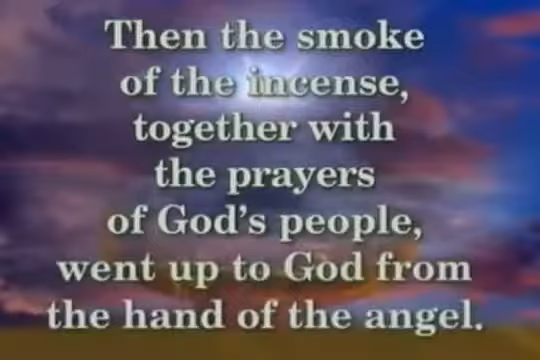 Then the smoke
of the incense,
together with
the prayers
of God's people,
went up to God from
the hand of the angel.